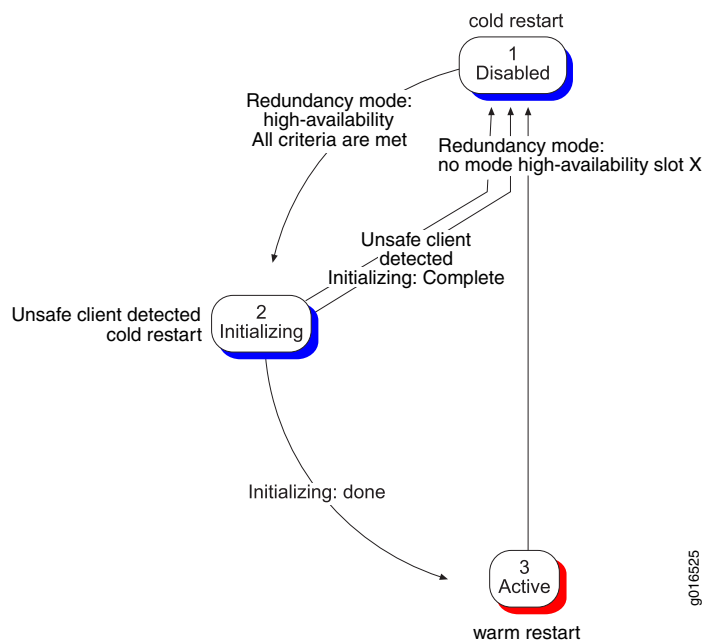 cold restart
1
Disabled
Redundancy mode:
high-availability
All criteria are met
Redundancy mode:
no mode high-availability slot X
Unsafe client
detected
Initializing: Complete
Unsafe client detected
cold restart
2
Initializing
Initializing: done
3
Active
warm restart
g016525